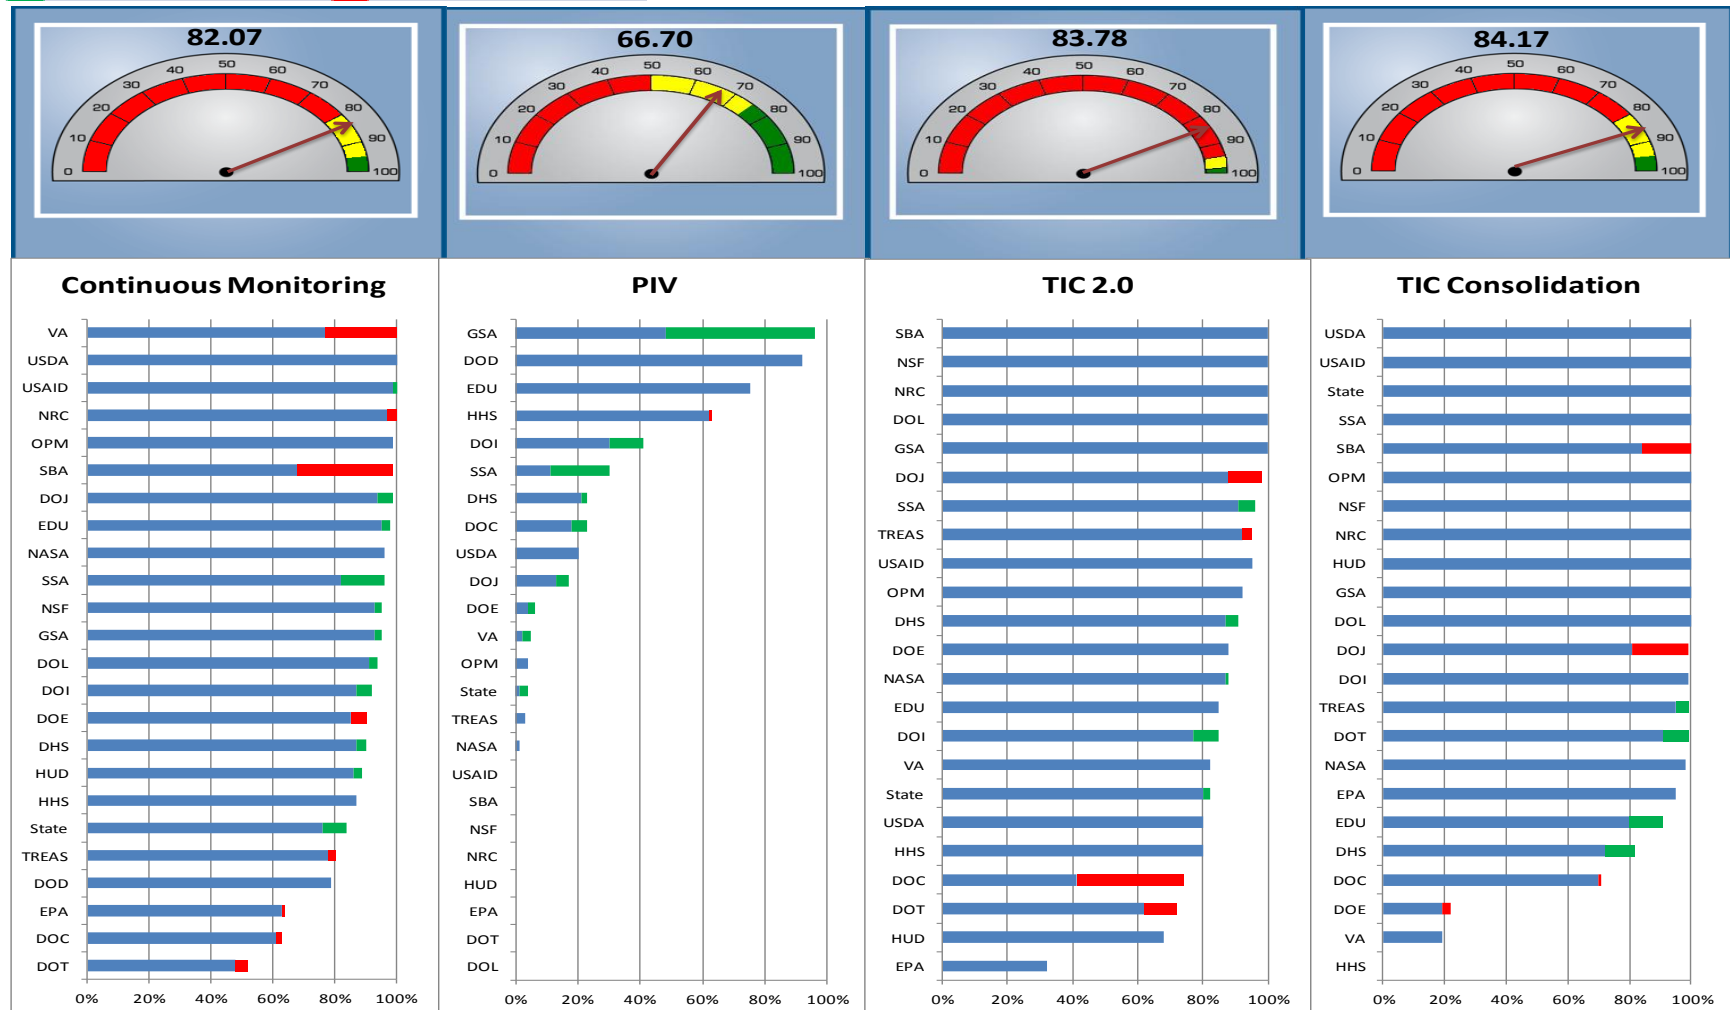 82.07
0 10 20 30 40 50 60 70 80 90 100
66.70
0 10 20 30 40 50 60 70 80 90 100
83.78
0 10 20 30 40 50 60 70 80 90 100
84.17
0 10 20 30 40 50 60 70 80 90 100
Continuous Monitoring
VA
USDA
USAID
NRC
OPM
SBA
DOJ
EDU
NASA
SSA
NSF
GSA
DOL
DOI
DOE
DHS
HUD
HHS
State
TREAS
DOD
EPA
DOC
DOT
0% 20% 40% 60% 80% 100%
PIV
GSA
DOD
EDU
HHS
DOI
SSA
DHS
DOC
USDA
DOJ
DOE
VA
OPM
State
TREAS
NASA
USAID
SBA
NSF
NRC
HUD
EPA
DOT
DOL
0% 20% 40% 60% 80% 100%
TIC 2.0
SBA
NSF
NRC
DOL
GSA
DOJ
SSA
TREAS
USAID
OPM
DHS
DOE
NASA
EDU
DOI
VA
State
USDA
HHS
DOC
DOT
HUD
EPA
0% 20% 40% 60% 80% 100%
TIC Consolidation
USDA
USAID
State
SSA
SBA
OPM
NSF
NRC
HUD
GSA
DOL
DOJ
DOI
TREAS
DOT
NASA
EPA
EDU
DHS
DOC
DOE
VA
HHS
0% 20% 40% 60% 80% 100%